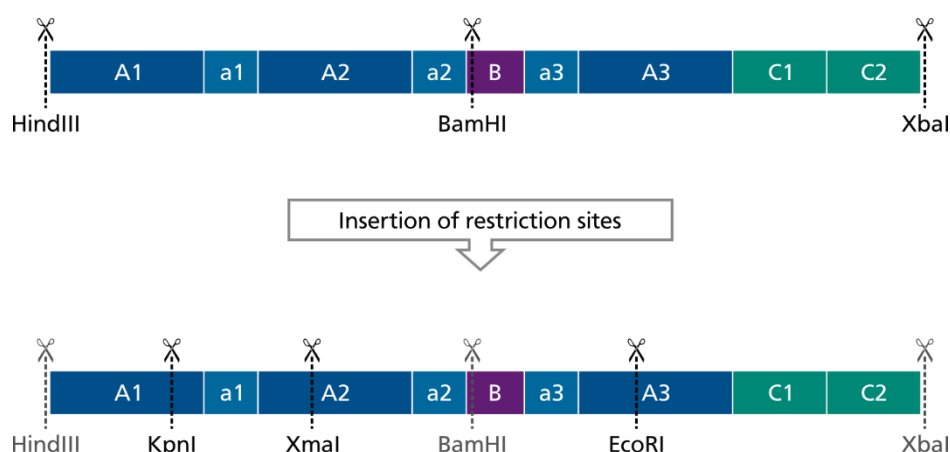 A1 a1 A2 a2 B a3 A3 C1 C2
HindIII BamHI XbaI
Insertion of restriction sites
A1 a1 A2 a2 B a3 A3 C1 C2
HindIII KpnI XmaI BamHI EcoRI XbaI